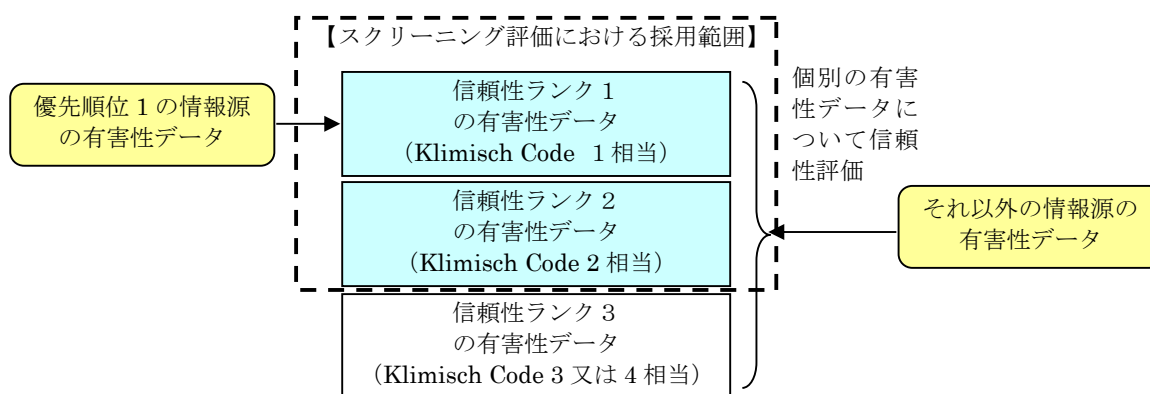 【スクリーニング評価における採用範囲】
優先順位１の情報源
の有害性データ
信頼性ランク１
の有害性データ
（Klimisch Code 1 相当）
信頼性ランク２
の有害性データ
（Klimisch Code 2 相当）
信頼性ランク３
の有害性データ
（Klimisch Code 3 又は 4 相当）
個別の有害
性データに
ついて信頼
性評価
それ以外の情報源の
有害性データ